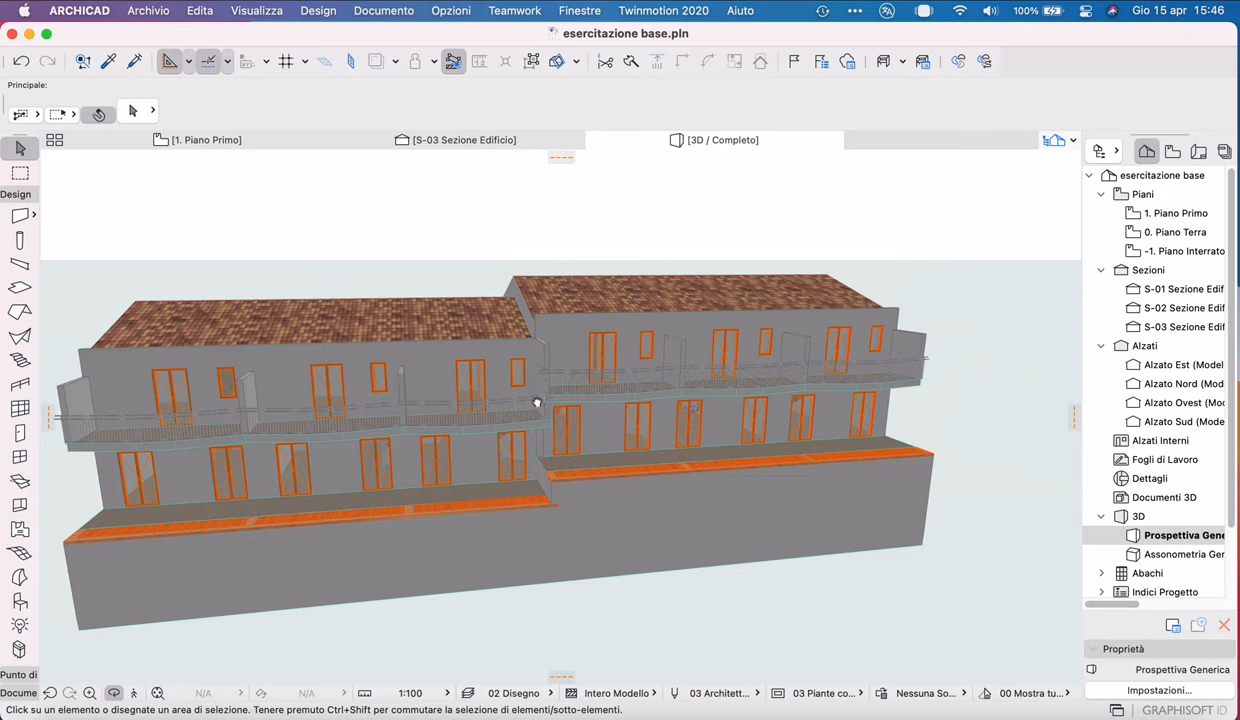 ARCHICAD Archivio Edita Visualizza Design Documento Opzioni Teamwork Finestre Twinmotion 2020 Aiuto 100% Gio 15 apr 15:46
esercitazione base.pln
Principale:
[1. Piano Primo] [S-03 Sezione Edificio] [3D / Completo]
Design
esercitazione base
Piani
1. Piano Primo
0. Piano Terra
-1. Piano Interrato
Sezioni
S-01 Sezione Edif
S-02 Sezione Edif
S-03 Sezione Edif
Alzati
Alzato Est (Model
Alzato Nord (Mod
Alzato Ovest (Mo
Alzato Sud (Mode
Alzati Interni
Fogli di Lavoro
Dettagli
Documenti 3D
3D
Prospettiva Gene
Assonometria Ger
Abachi
Indici Progetto
Proprietà
Prospettiva Generica
Impostazioni...
Punto di
Docume N/A N/A 1:100 02 Disegno Intero Modello 03 Architett... 03 Piante co... Nessuna So... 00 Mostra tu...
Click su un elemento o disegnate un area di selezione. Tenere premuto Ctrl+Shift per commutare la selezione di elementi/sotto-elementi.
GRAPHISOFT ID